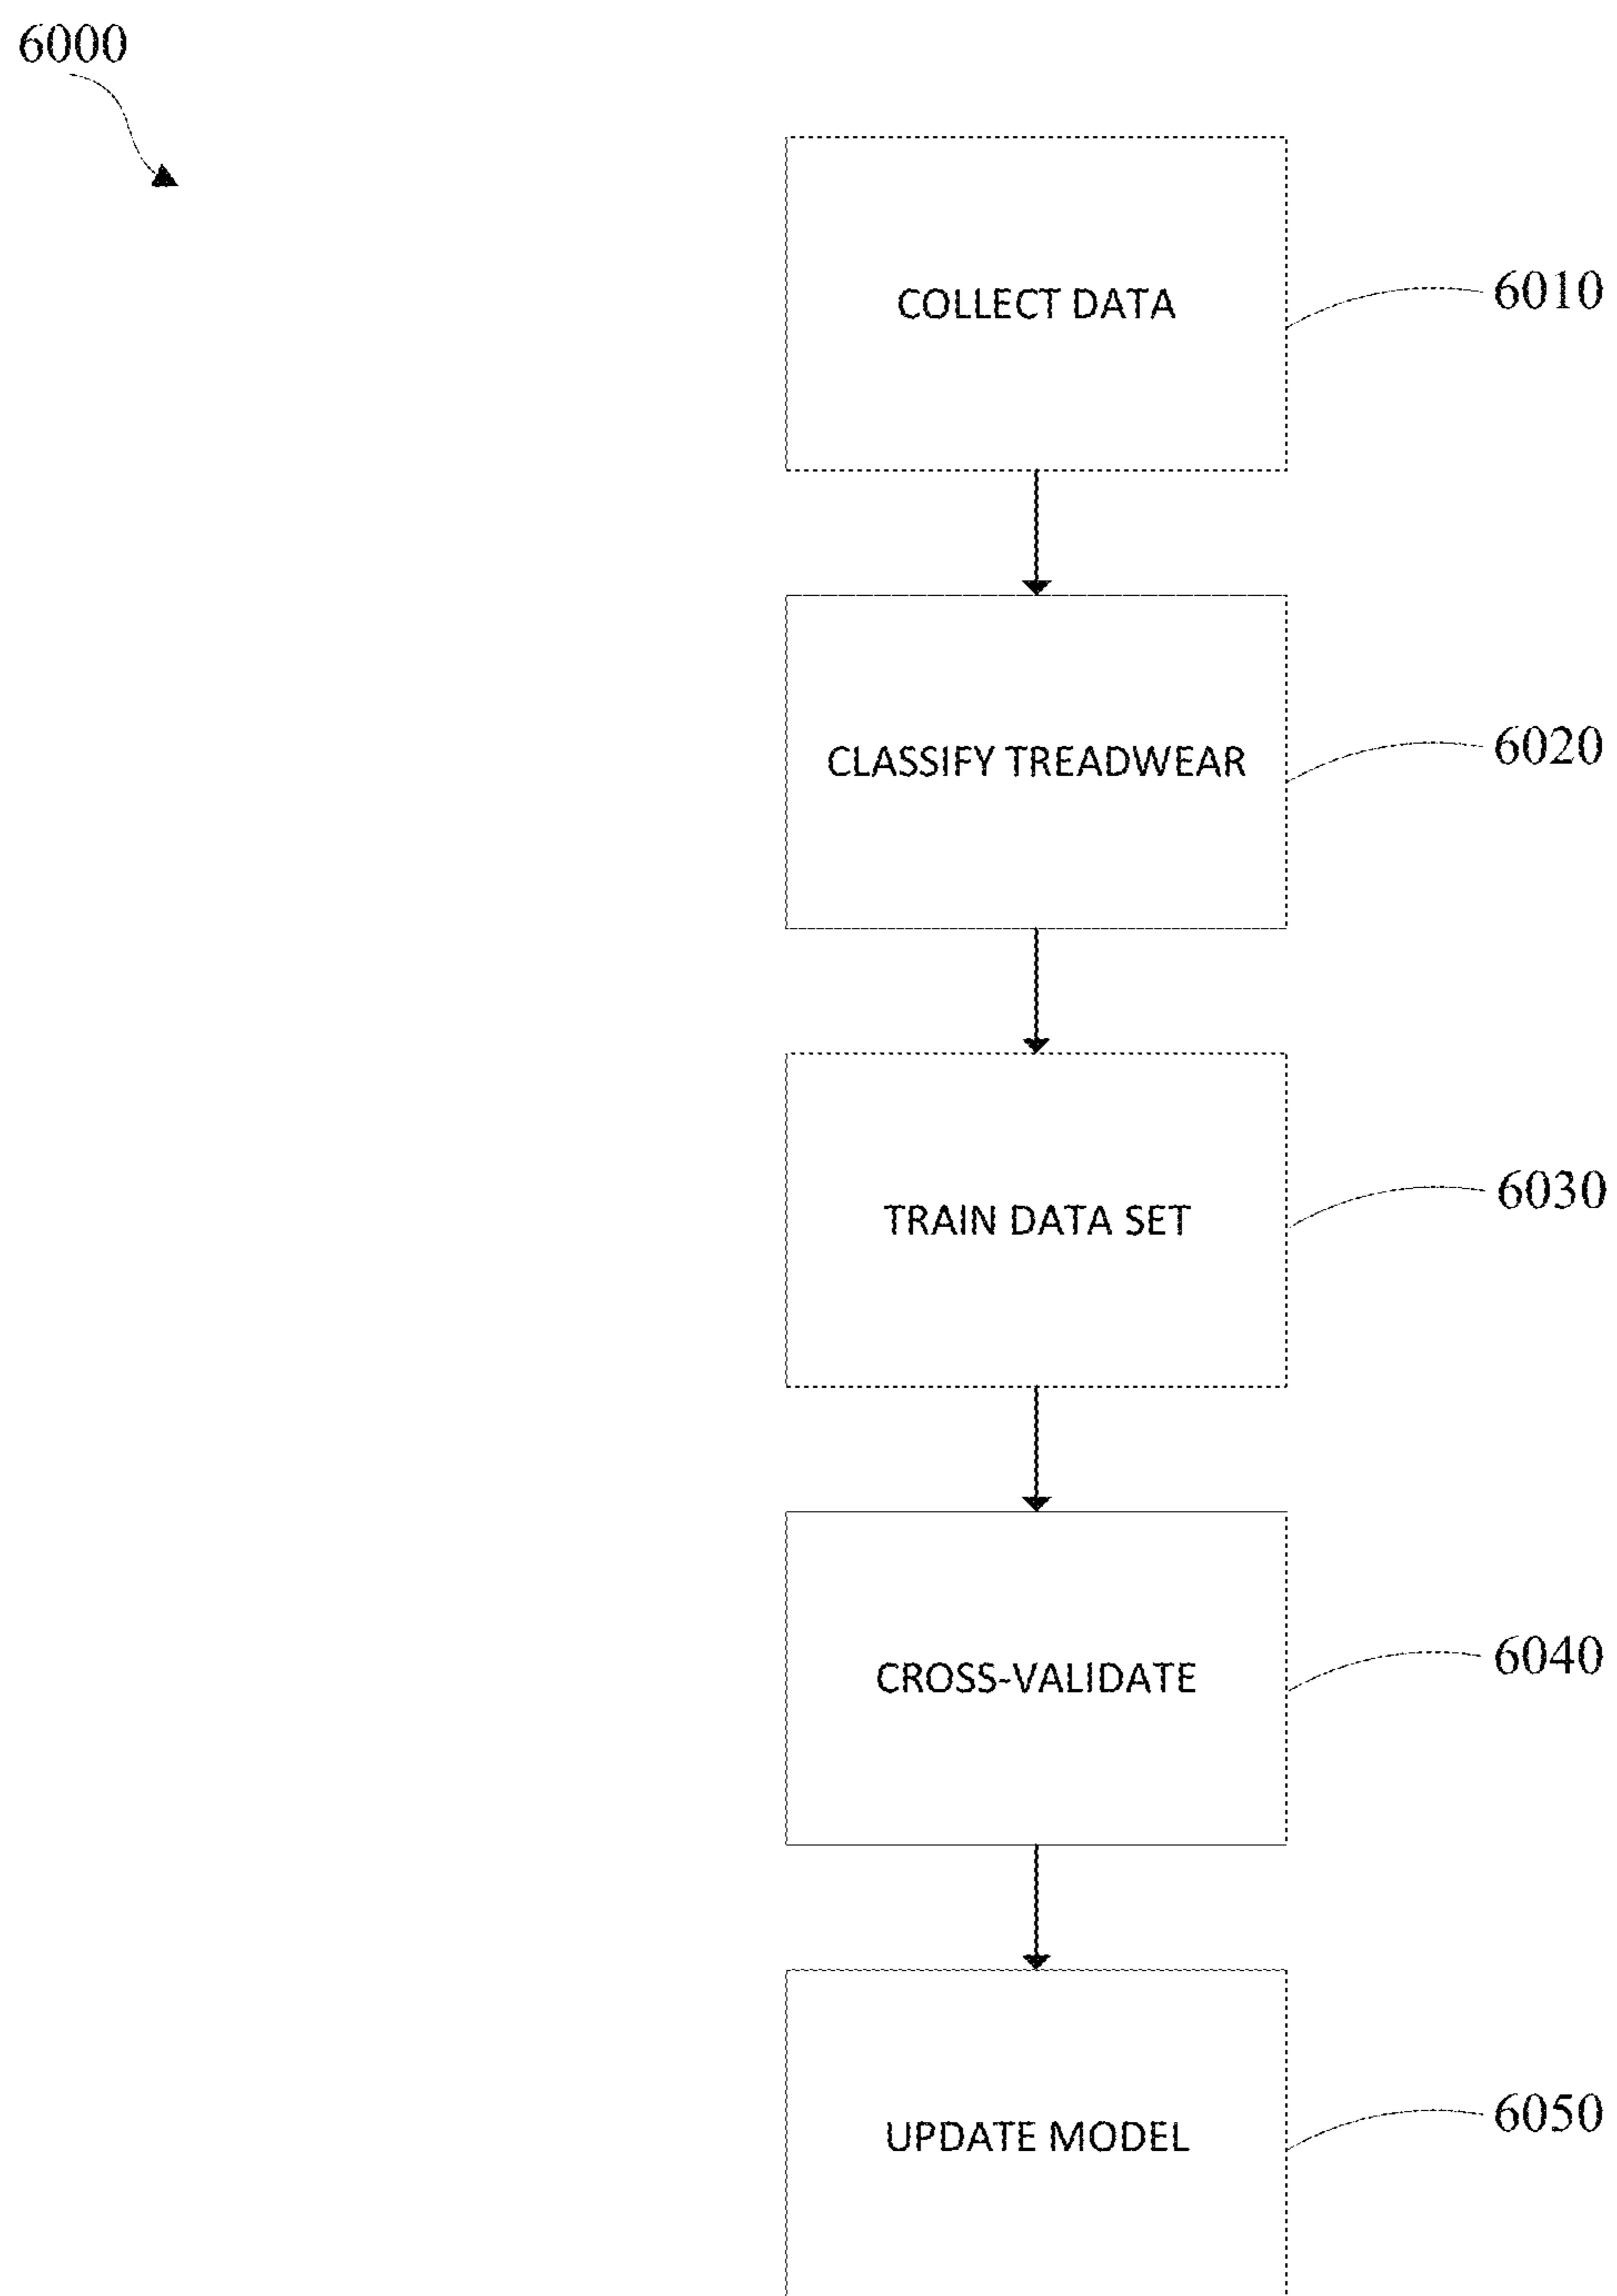 6000
COLLECT DATA
6010
CLASSIFY TREADWEAR
6020
TRAIN DATA SET
6030
CROSS-VALIDATE
6040
UPDATE MODEL
6050